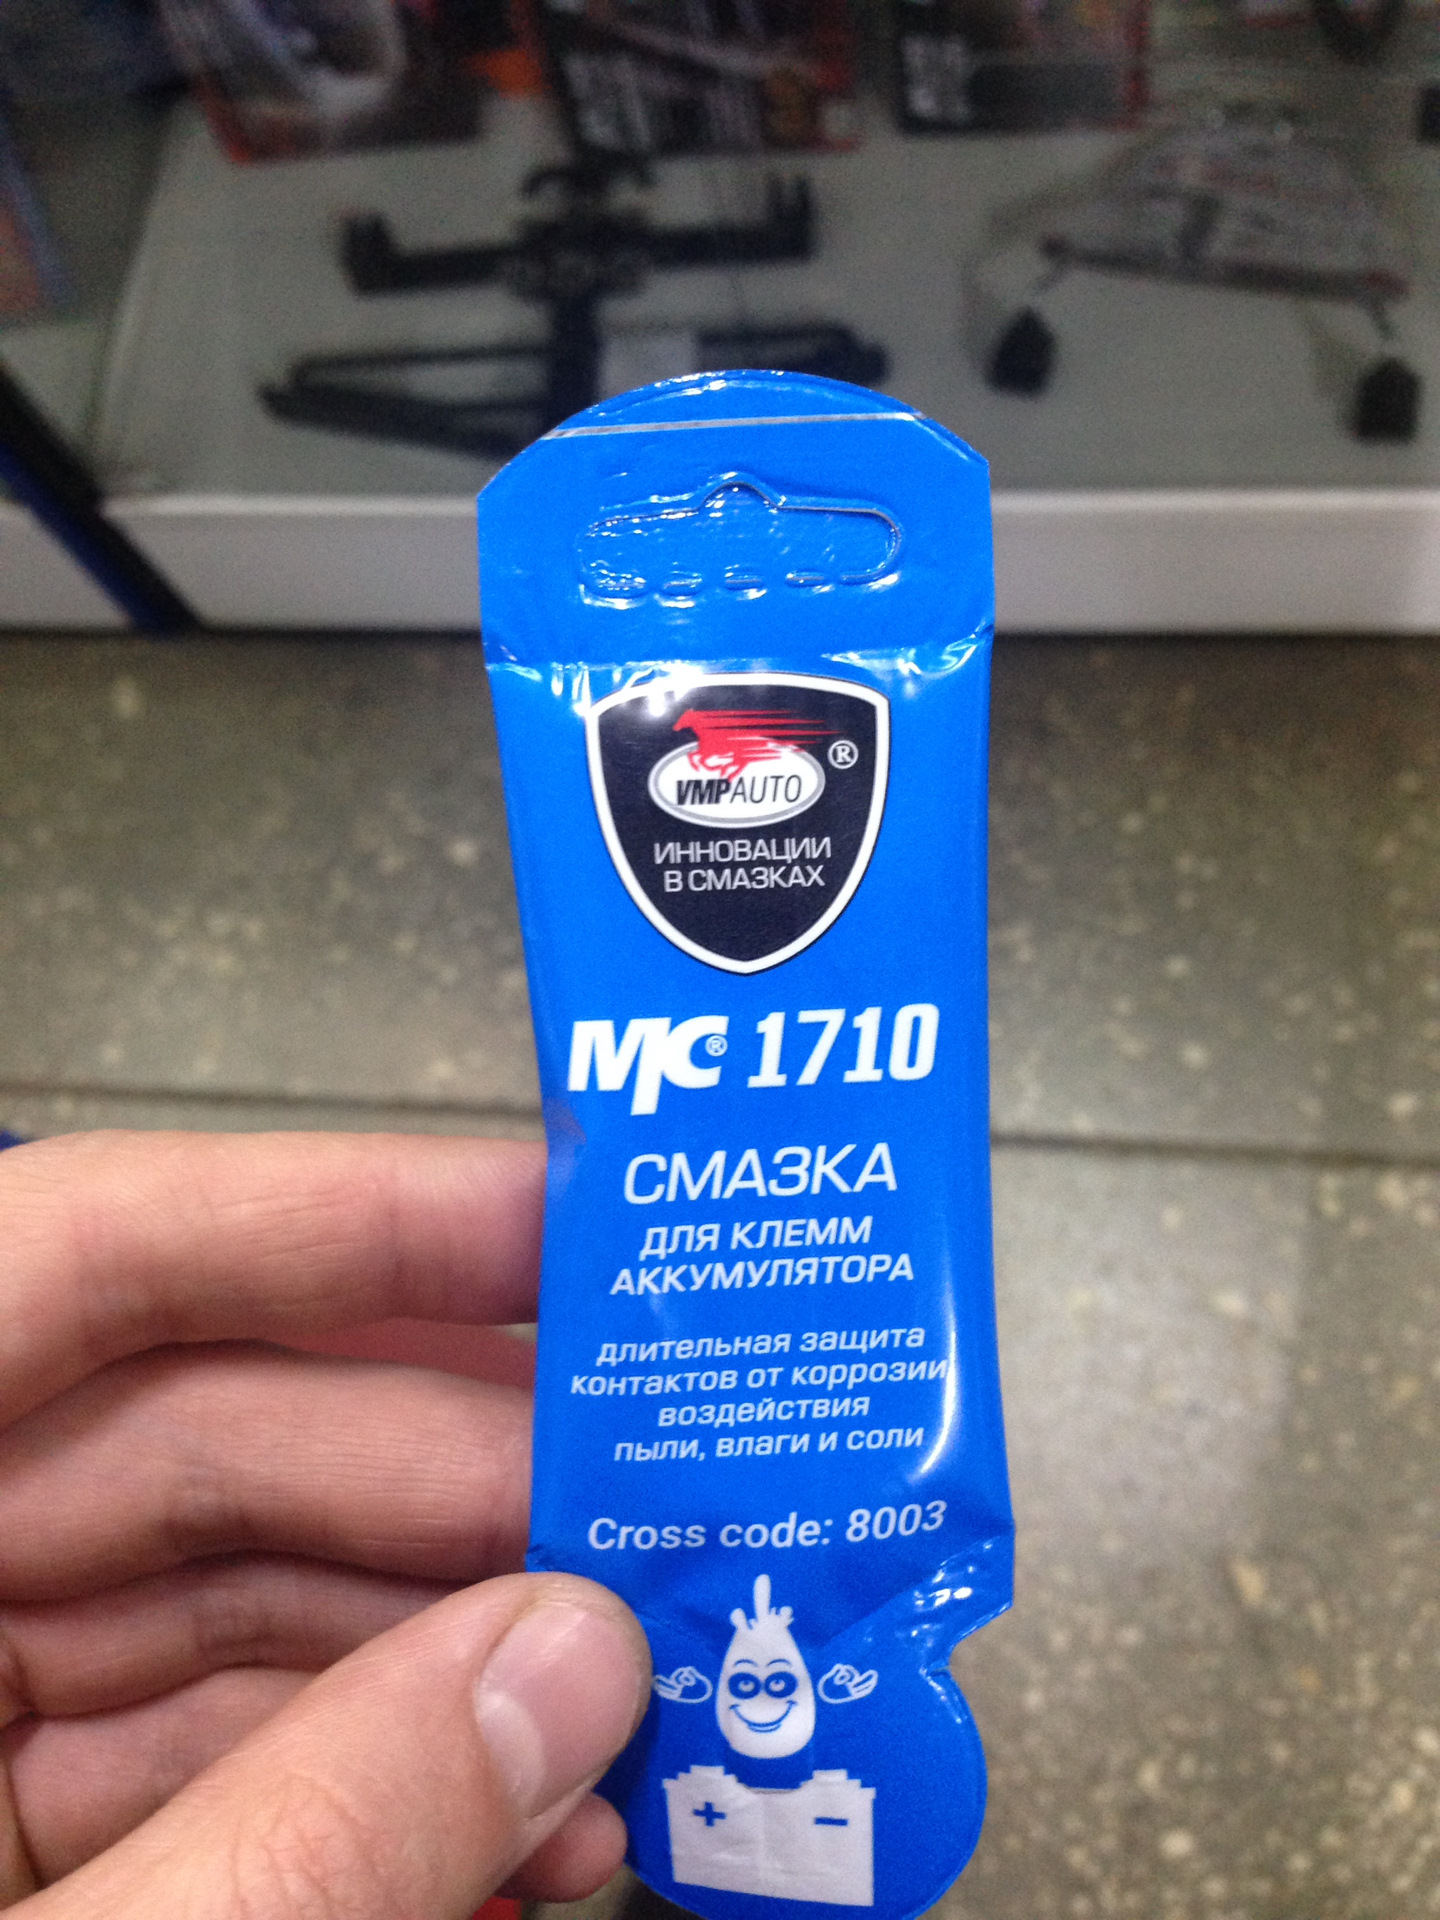 VMPAUTO ®
ИННОВАЦИИ
В СМАЗКАХ
МС® 1710
СМАЗКА
ДЛЯ КЛЕММ
АККУМУЛЯТОРА
длительная защита
контактов от коррозии
воздействия
пыли, влаги и соли
Cross code: 8003
+ −